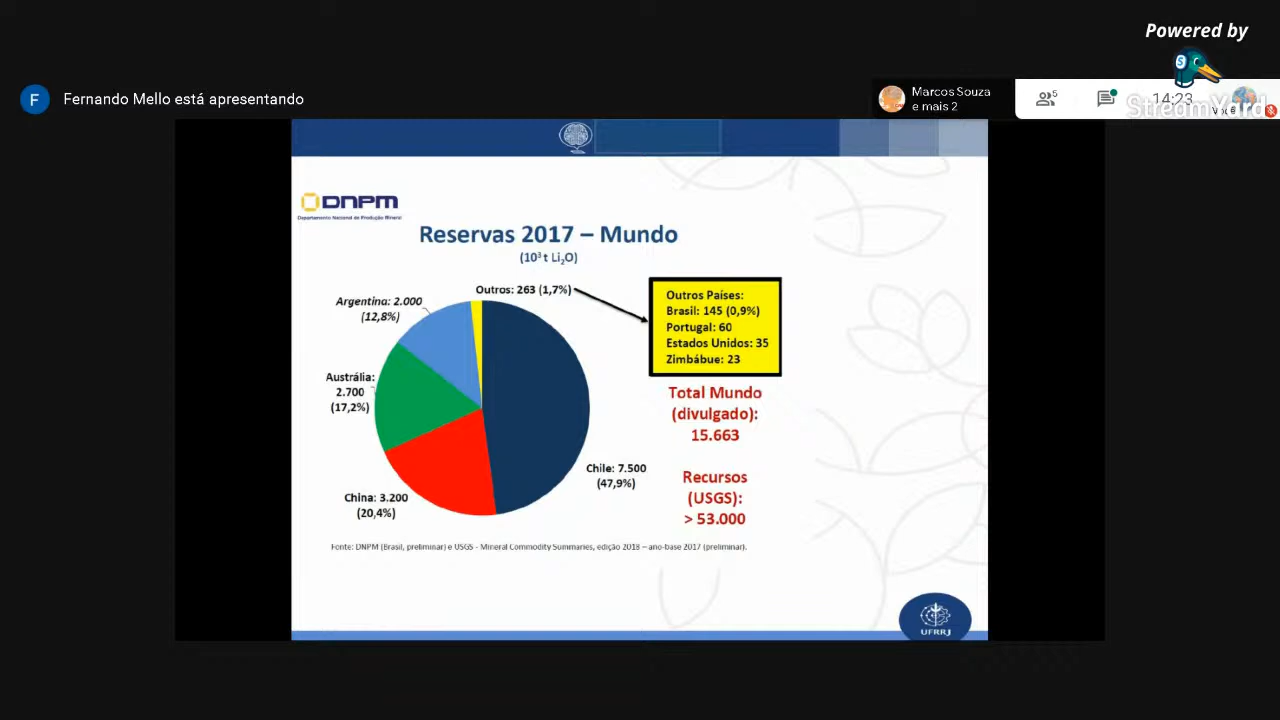 Powered by
StreamYard
F
Fernando Mello está apresentando
Marcos Souza
e mais 2
5
14:23
Você
DNPM
Departamento Nacional de Produção Mineral
Reservas 2017 – Mundo
(10³ t Li₂O)
Outros: 263 (1,7%)
Argentina: 2.000
(12,8%)
Austrália:
2.700
(17,2%)
China: 3.200
(20,4%)
Chile: 7.500
(47,9%)
Outros Países:
Brasil: 145 (0,9%)
Portugal: 60
Estados Unidos: 35
Zimbábue: 23
Total Mundo
(divulgado):
15.663
Recursos
(USGS):
> 53.000
Fonte: DNPM (Brasil, preliminar) e USGS - Mineral Commodity Summaries, edição 2018 – ano-base 2017 (preliminar).
UFRRJ